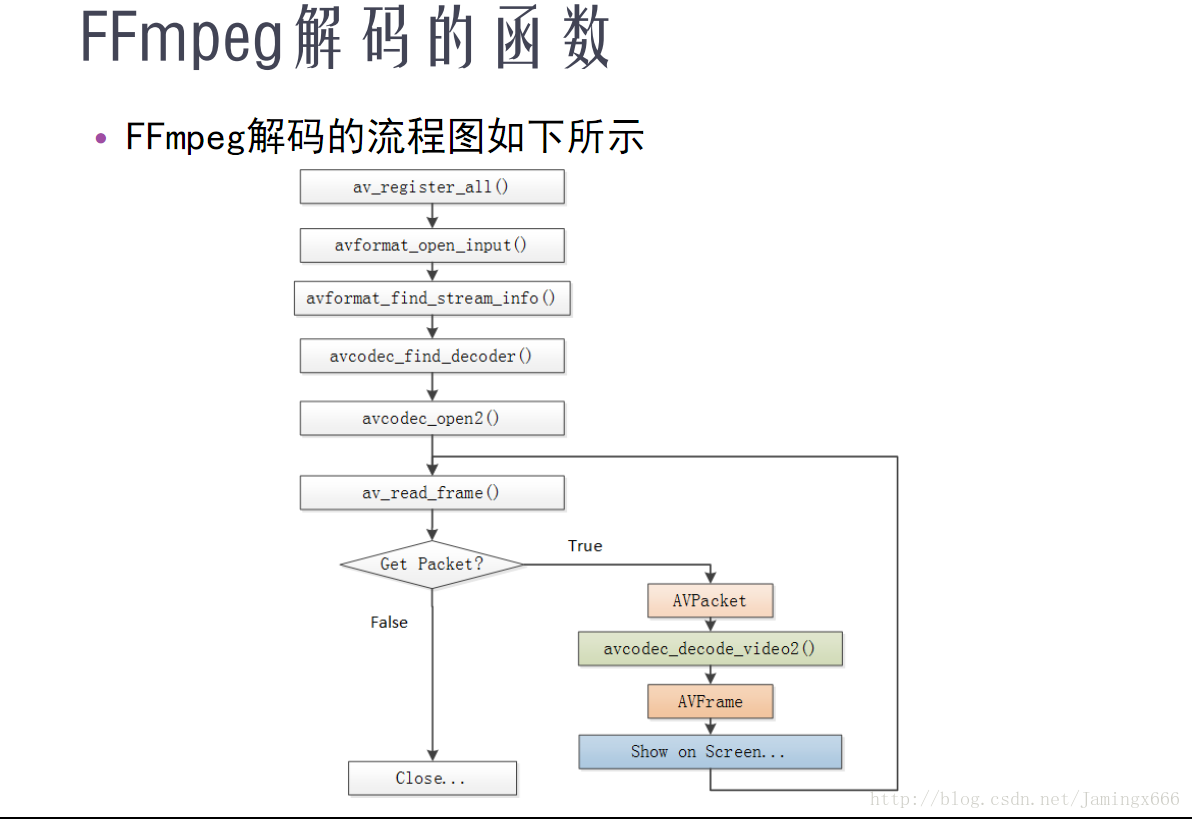 FFmpeg解码的函数
• FFmpeg解码的流程图如下所示
av_register_all()
avformat_open_input()
avformat_find_stream_info()
avcodec_find_decoder()
avcodec_open2()
av_read_frame()
Get Packet?
True
False
AVPacket
avcodec_decode_video2()
AVFrame
Show on Screen...
Close...
http://blog.csdn.net/Jamingx666